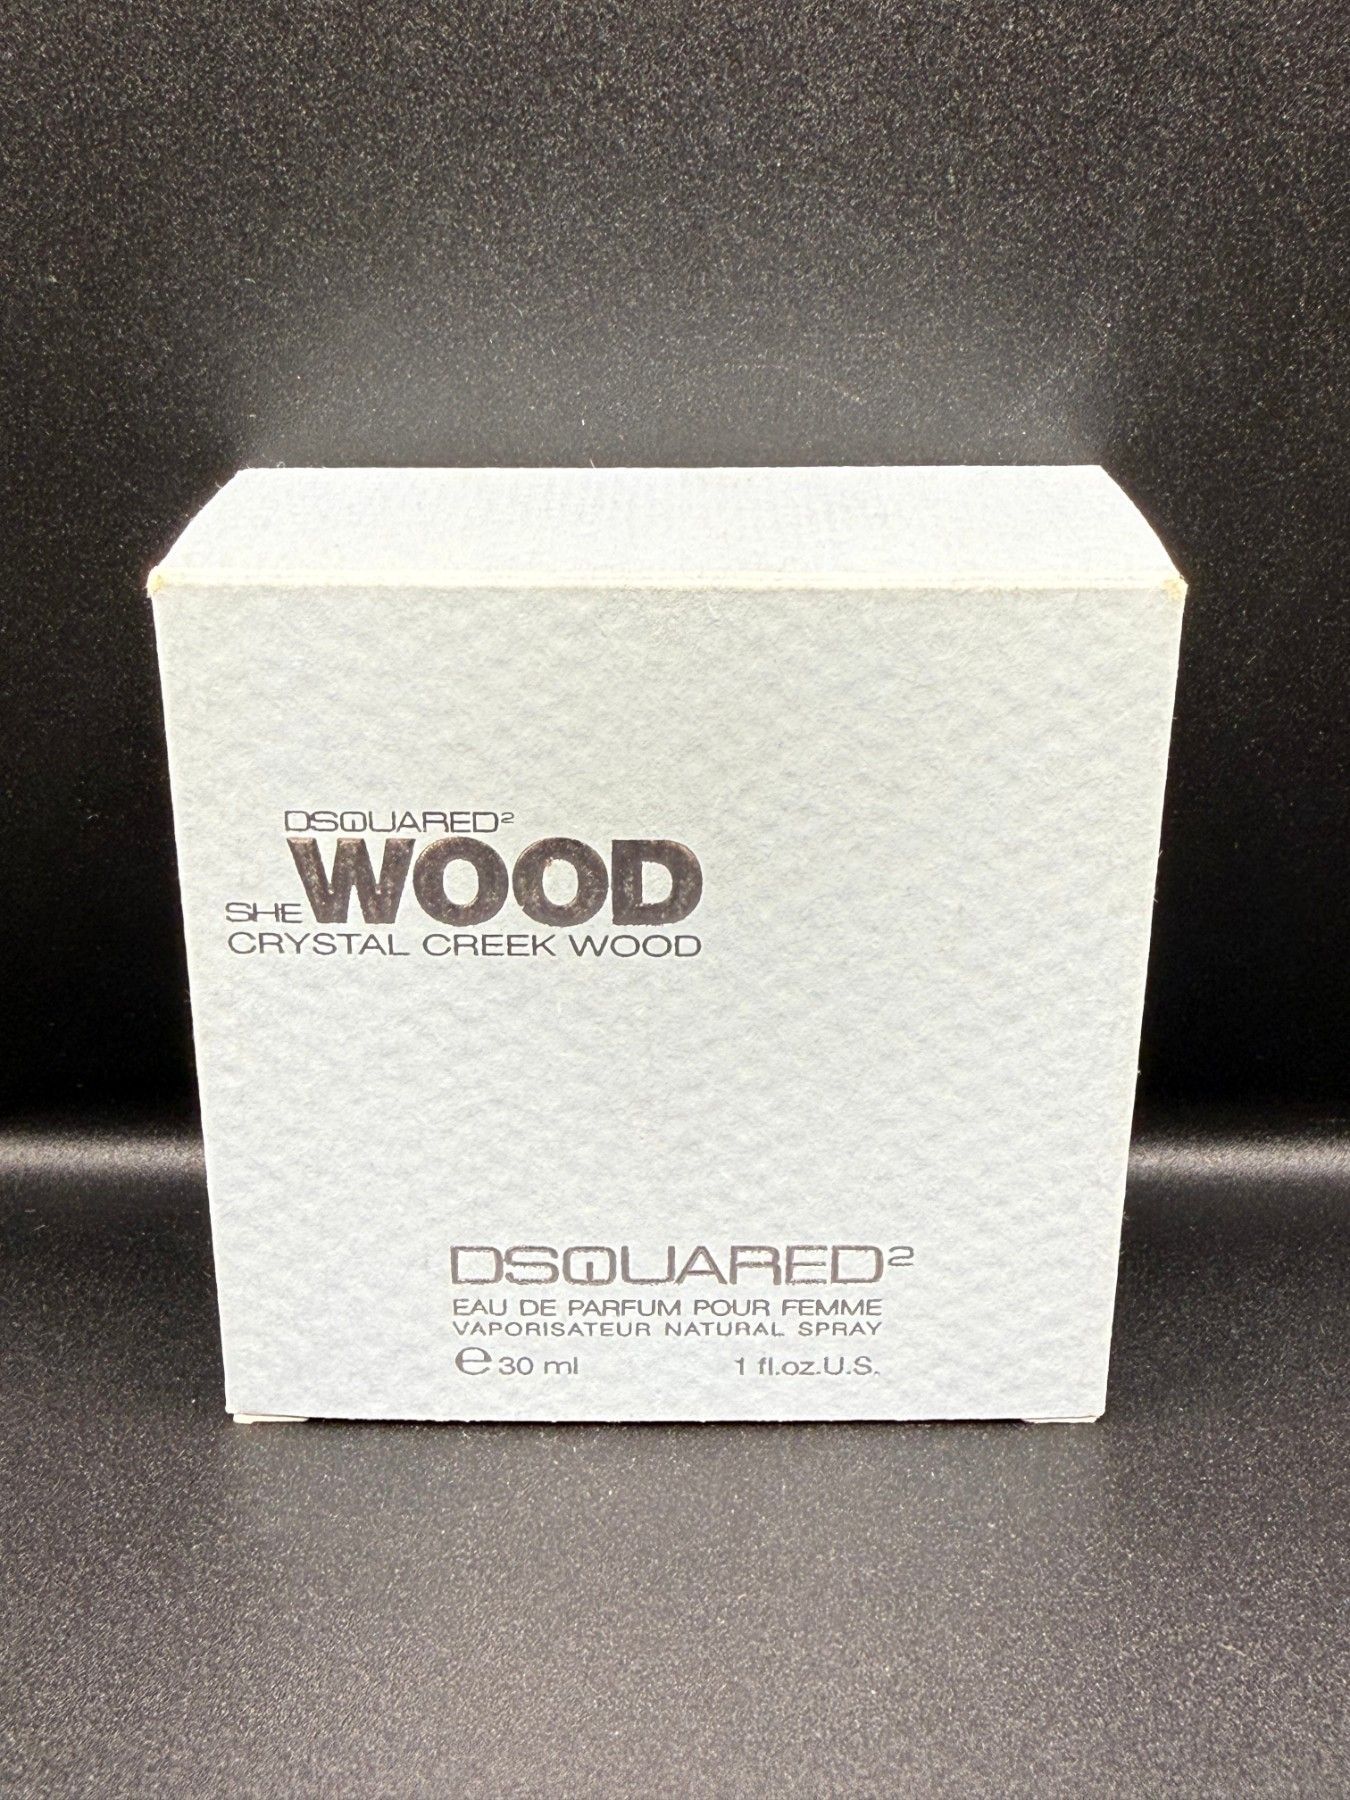 DSQUARED²
SHE WOOD
CRYSTAL CREEK WOOD
DSQUARED²
EAU DE PARFUM POUR FEMME
VAPORISATEUR NATURAL SPRAY
℮ 30 ml 1 fl.oz.U.S.